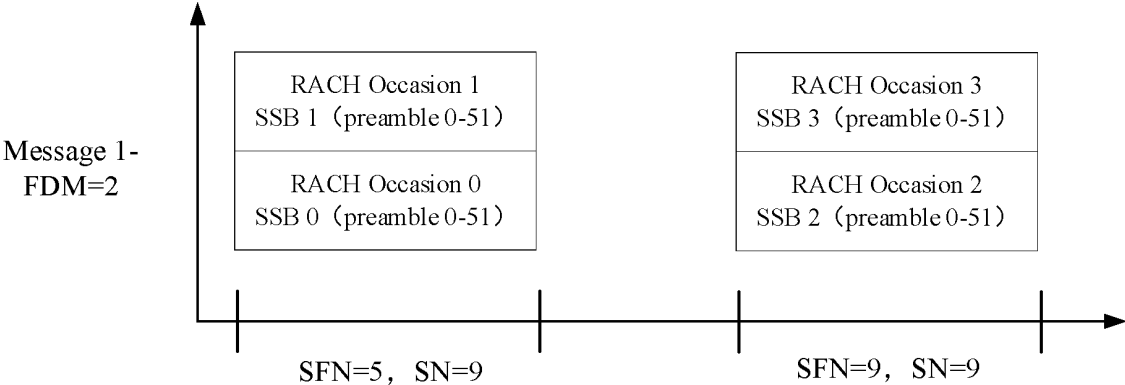 RACH Occasion 1
SSB 1（preamble 0-51）
RACH Occasion 3
SSB 3（preamble 0-51）
Message 1-
FDM=2
RACH Occasion 0
SSB 0（preamble 0-51）
RACH Occasion 2
SSB 2（preamble 0-51）
SFN=5，SN=9
SFN=9，SN=9